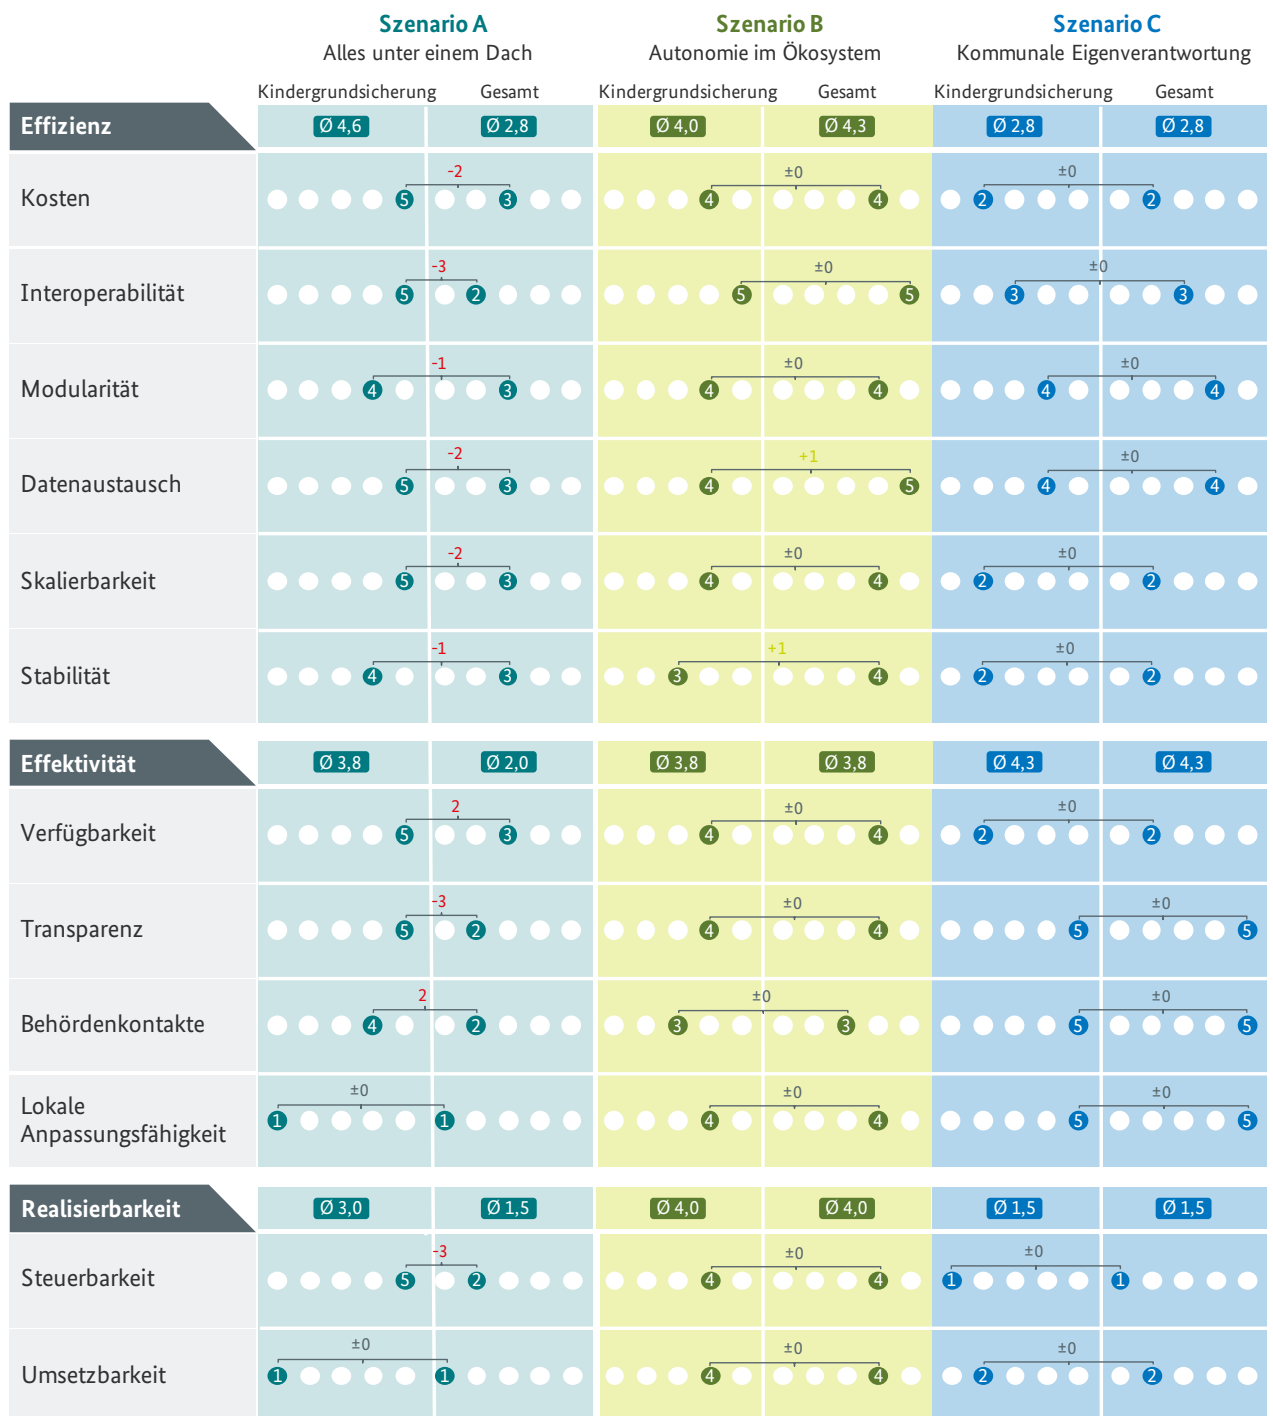 Szenario A Szenario B Szenario C
Alles unter einem Dach Autonomie im Ökosystem Kommunale Eigenverantwortung
Kindergrundsicherung Gesamt Kindergrundsicherung Gesamt Kindergrundsicherung Gesamt
Effizienz Ø 4,6 Ø 2,8 Ø 4,0 Ø 4,3 Ø 2,8 Ø 2,8
-2 ±0 ±0
Kosten 5 3 4 4 2 2
-3 ±0 ±0
Interoperabilität 5 2 5 5 3 3
-1 ±0 ±0
Modularität 4 3 4 4 4 4
-2 +1 ±0
Datenaustausch 5 3 4 5 4 4
-2 ±0 ±0
Skalierbarkeit 5 3 4 4 2 2
-1 +1 ±0
Stabilität 4 3 3 4 2 2
Effektivität Ø 3,8 Ø 2,0 Ø 3,8 Ø 3,8 Ø 4,3 Ø 4,3
2 ±0 ±0
Verfügbarkeit 5 3 4 4 2 2
-3 ±0 ±0
Transparenz 5 2 4 4 5 5
2 ±0 ±0
Behördenkontakte 4 2 3 3 5 5
±0 ±0 ±0
Lokale
Anpassungsfähigkeit 1 1 4 4 5 5
Realisierbarkeit Ø 3,0 Ø 1,5 Ø 4,0 Ø 4,0 Ø 1,5 Ø 1,5
-3 ±0 ±0
Steuerbarkeit 5 2 4 4 1 1
±0 ±0 ±0
Umsetzbarkeit 1 1 4 4 2 2